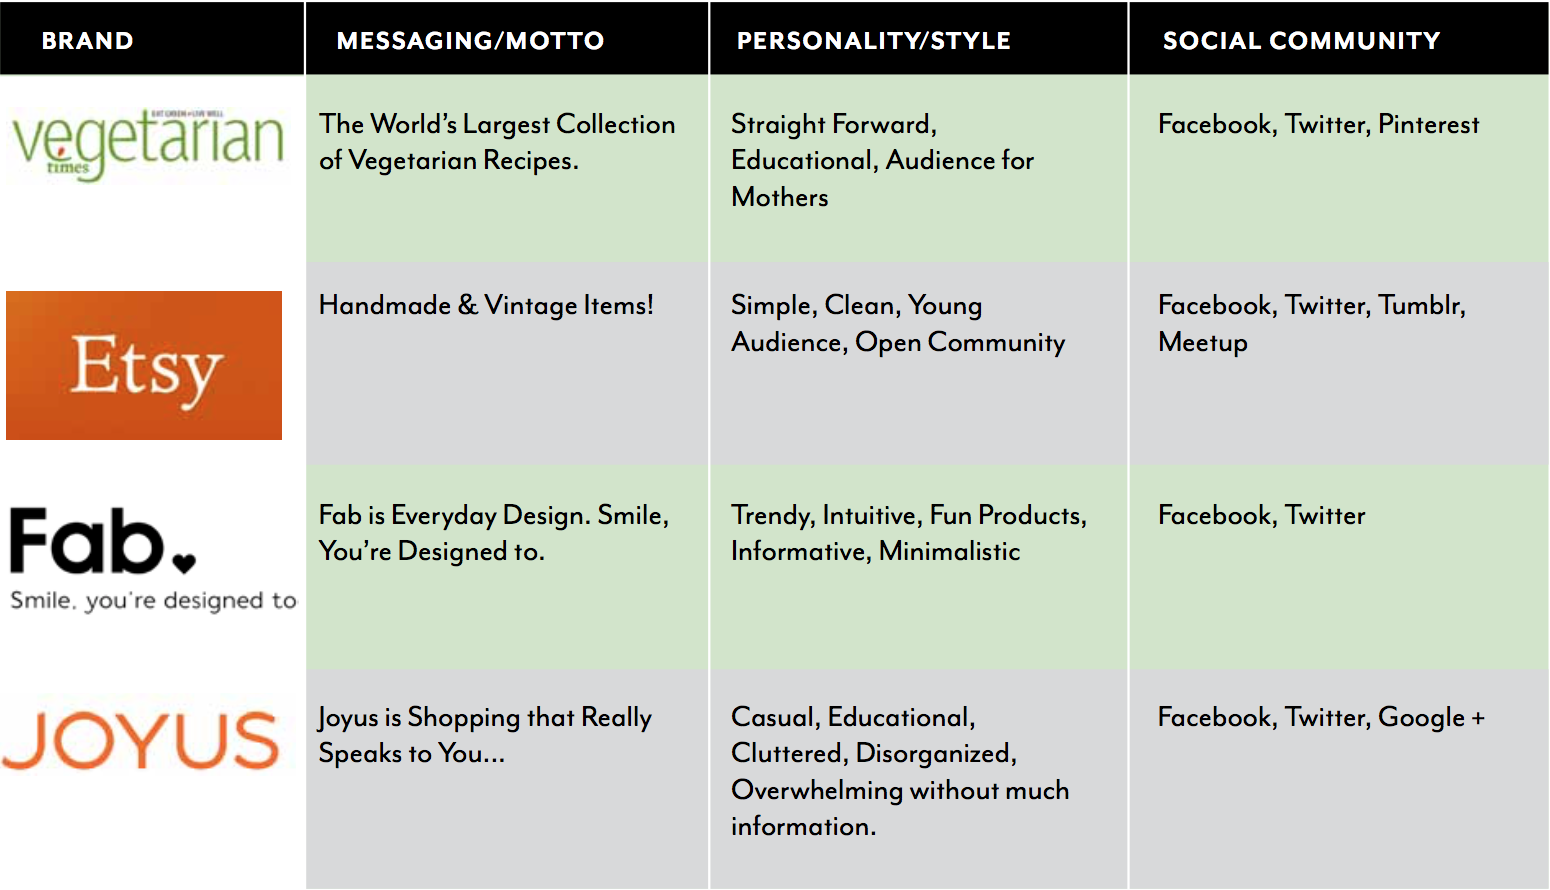 BRAND
MESSAGING/MOTTO
PERSONALITY/STYLE
SOCIAL COMMUNITY
EAT GREEN • LIVE WELL
vegetarian
times
The World’s Largest Collection
of Vegetarian Recipes.
Straight Forward,
Educational, Audience for
Mothers
Facebook, Twitter, Pinterest
Etsy
Handmade & Vintage Items!
Simple, Clean, Young
Audience, Open Community
Facebook, Twitter, Tumblr,
Meetup
Fab.
Smile, you're designed to
Fab is Everyday Design. Smile,
You’re Designed to.
Trendy, Intuitive, Fun Products,
Informative, Minimalistic
Facebook, Twitter
JOYUS
Joyus is Shopping that Really
Speaks to You...
Casual, Educational,
Cluttered, Disorganized,
Overwhelming without much
information.
Facebook, Twitter, Google +